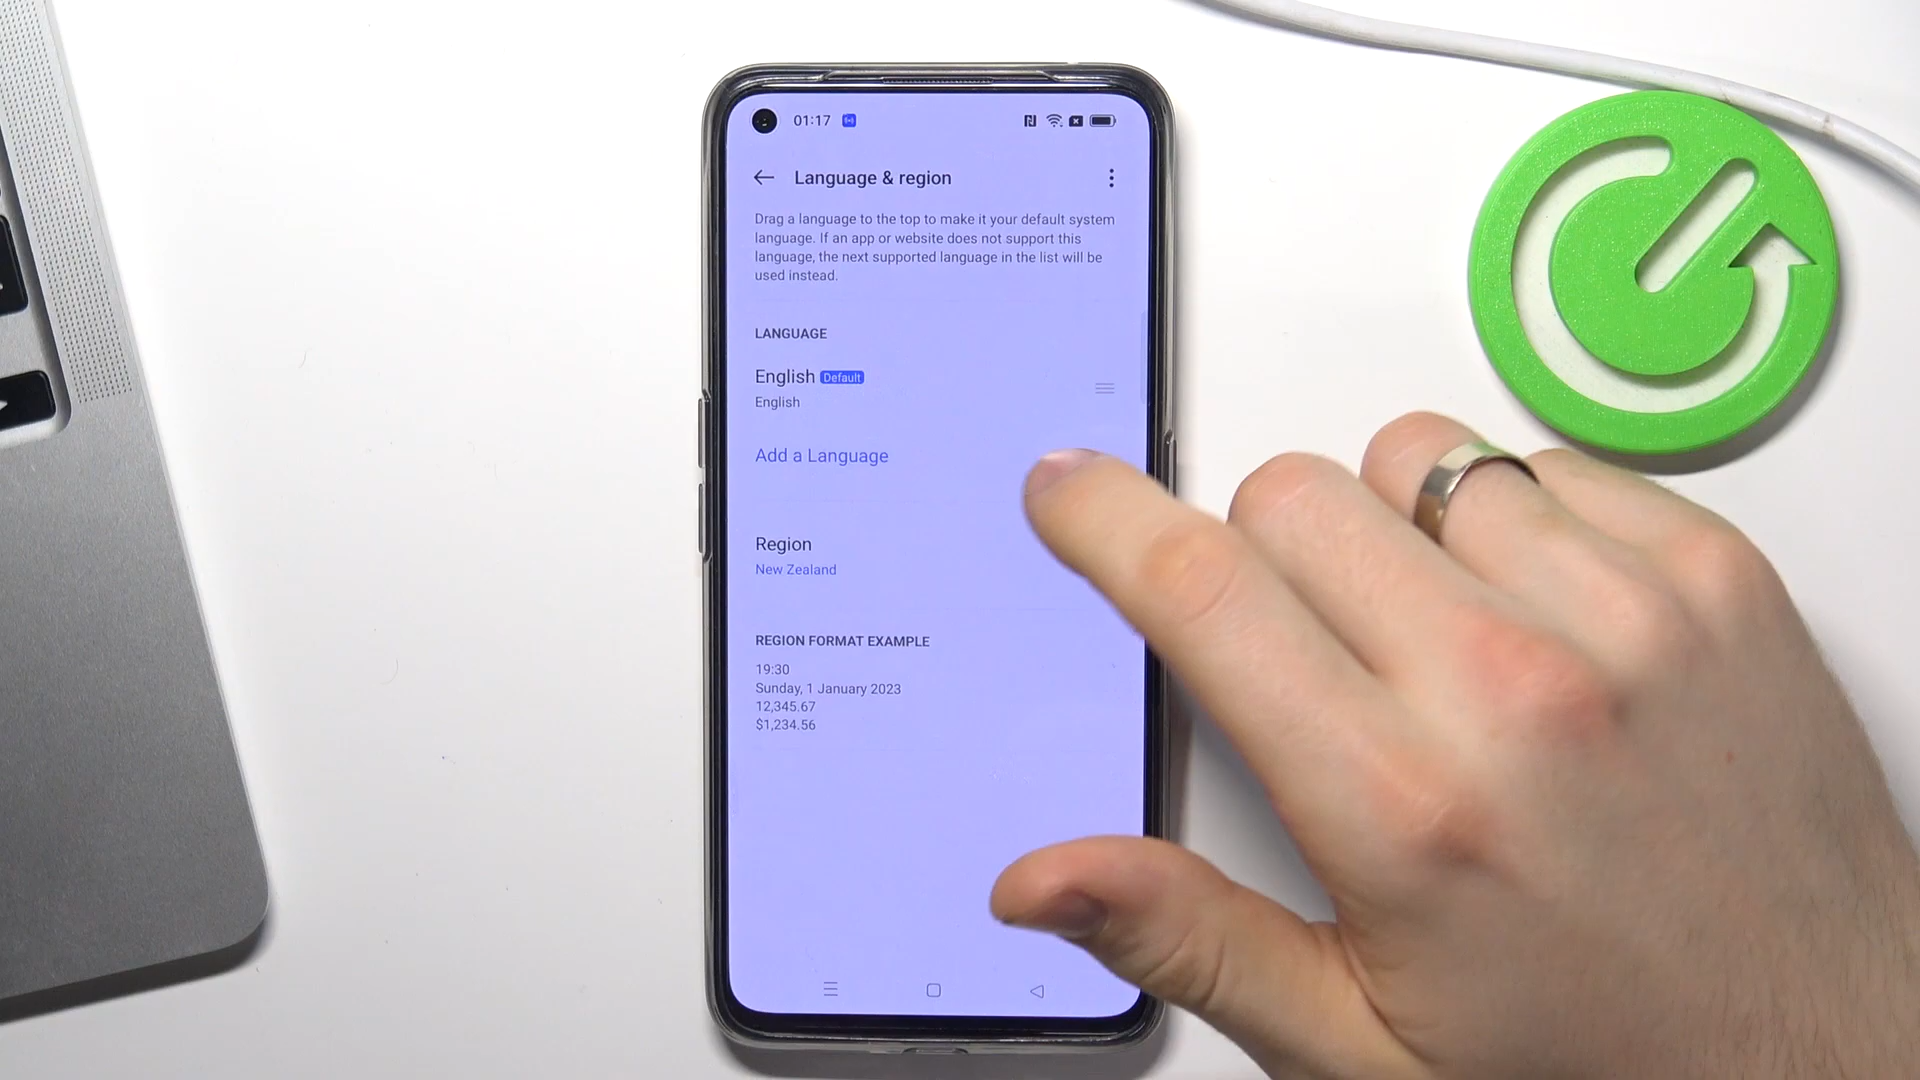 01:17
Language & region
Drag a language to the top to make it your default system
language. If an app or website does not support this
language, the next supported language in the list will be
used instead.
LANGUAGE
English Default
English
Add a Language
Region
New Zealand
REGION FORMAT EXAMPLE
19:30
Sunday, 1 January 2023
12,345.67
$1,234.56